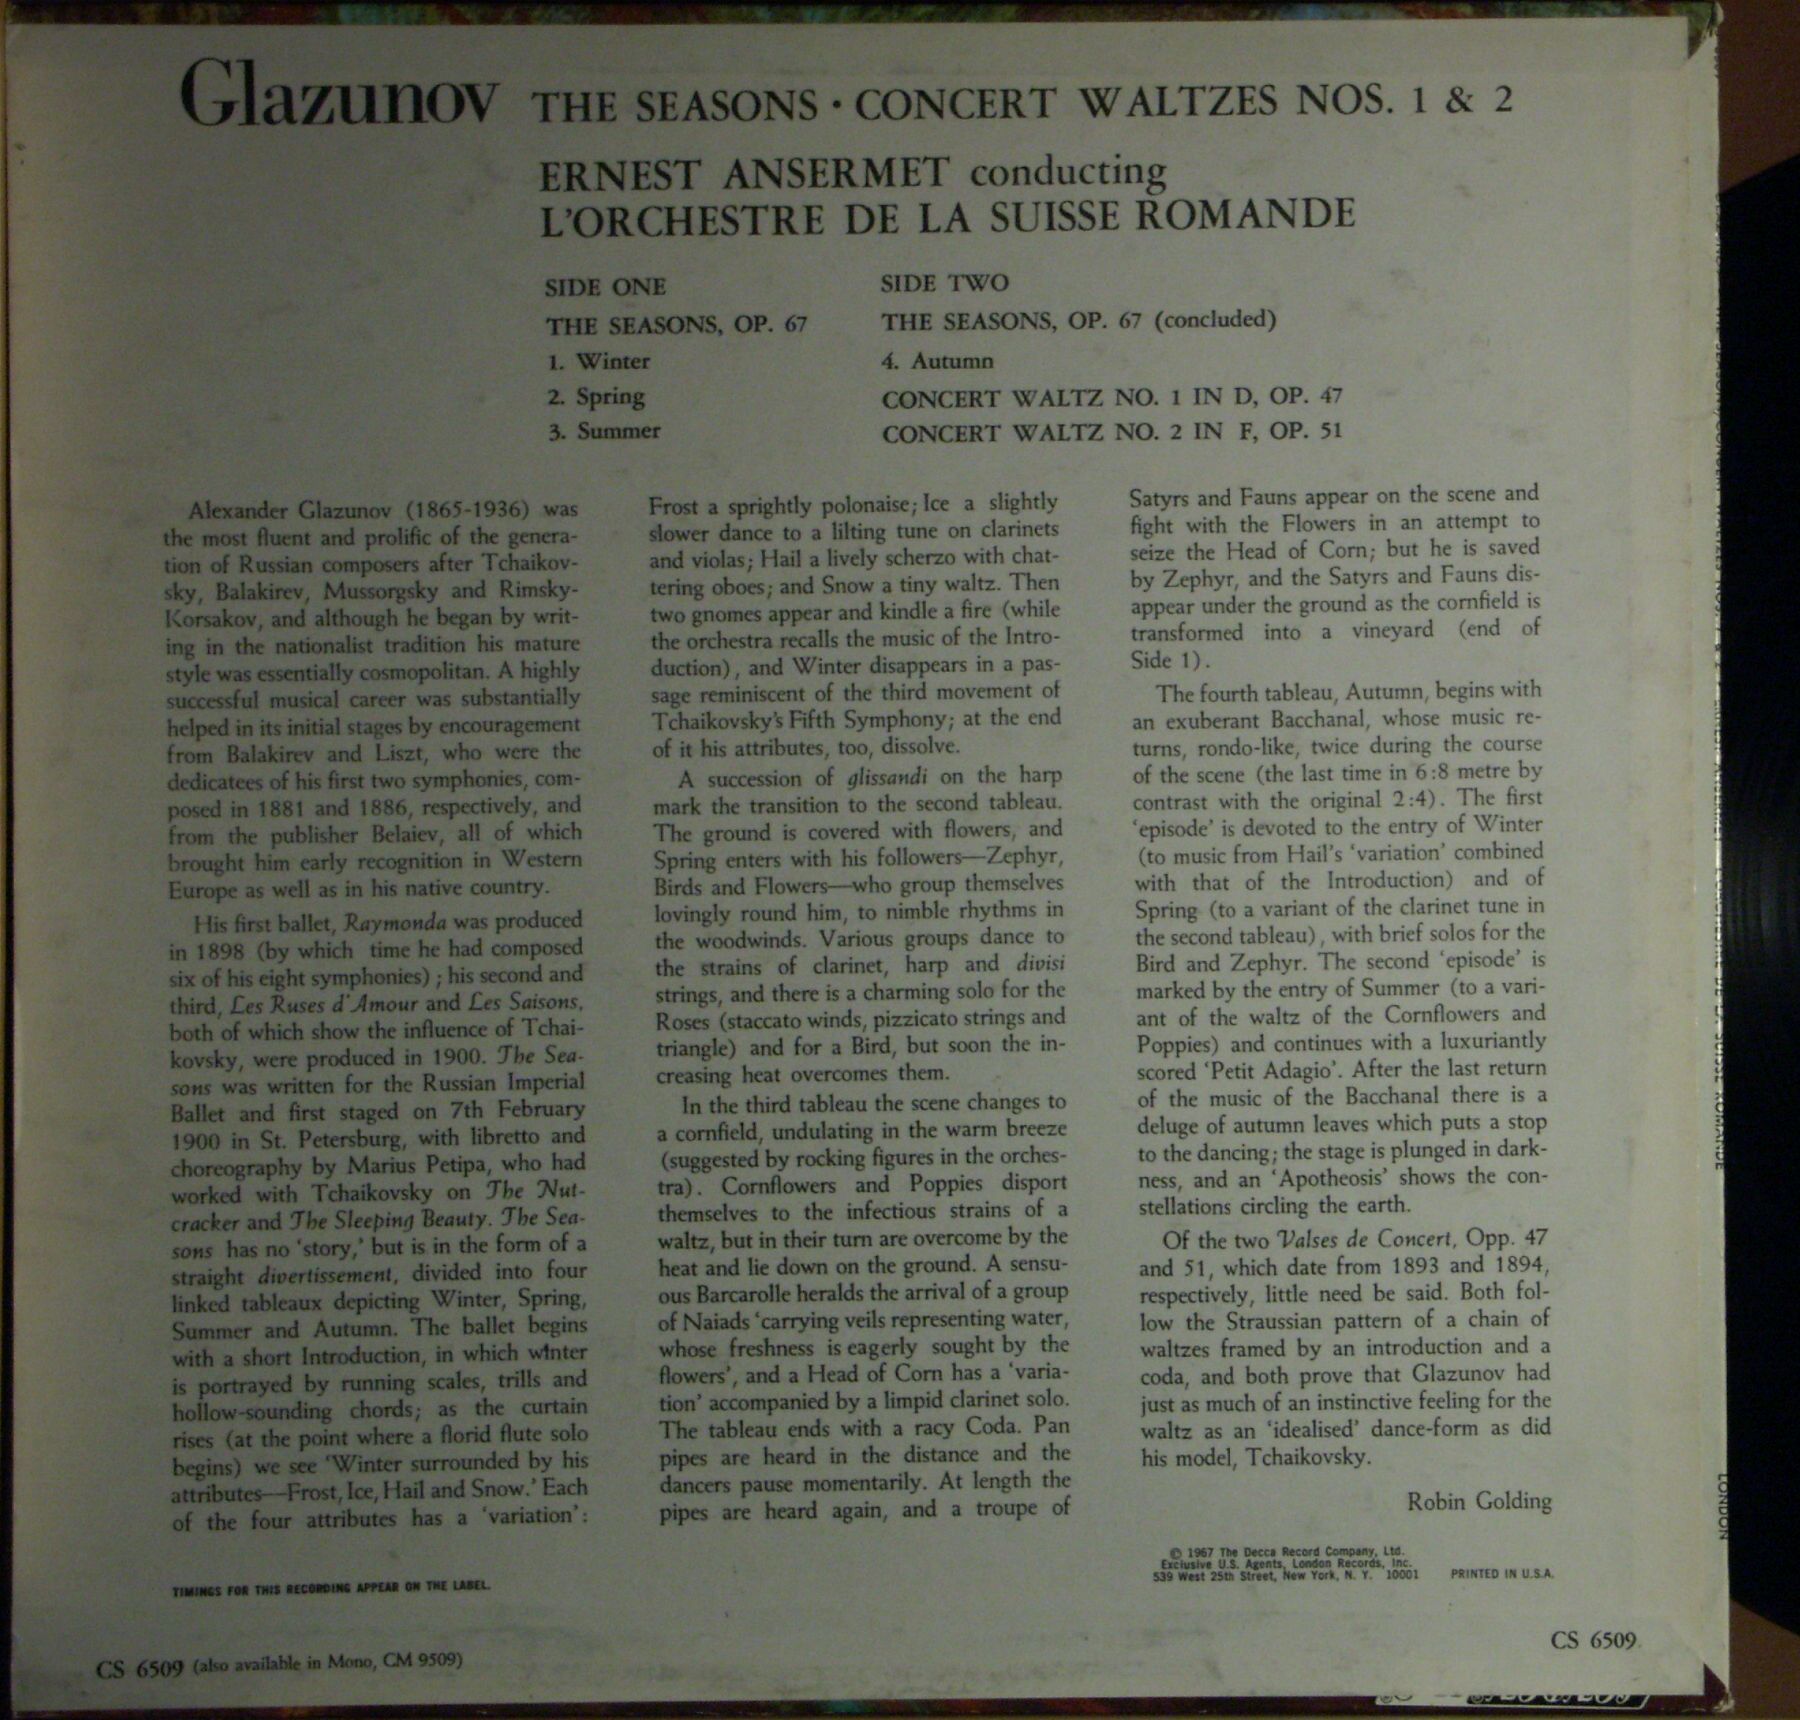 Glazunov THE SEASONS · CONCERT WALTZES NOS. 1 & 2
ERNEST ANSERMET conducting
L'ORCHESTRE DE LA SUISSE ROMANDE
SIDE ONE
THE SEASONS, OP. 67
1. Winter
2. Spring
3. Summer
SIDE TWO
THE SEASONS, OP. 67 (concluded)
4. Autumn
CONCERT WALTZ NO. 1 IN D, OP. 47
CONCERT WALTZ NO. 2 IN F, OP. 51
Alexander Glazunov (1865-1936) was
the most fluent and prolific of the genera-
tion of Russian composers after Tchaikov-
sky, Balakirev, Mussorgsky and Rimsky-
Korsakov, and although he began by writ-
ing in the nationalist tradition his mature
style was essentially cosmopolitan. A highly
successful musical career was substantially
helped in its initial stages by encouragement
from Balakirev and Liszt, who were the
dedicatees of his first two symphonies, com-
posed in 1881 and 1886, respectively, and
from the publisher Belaiev, all of which
brought him early recognition in Western
Europe as well as in his native country.
His first ballet, Raymonda was produced
in 1898 (by which time he had composed
six of his eight symphonies) ; his second and
third, Les Ruses d'Amour and Les Saisons,
both of which show the influence of Tchai-
kovsky, were produced in 1900. The Sea-
sons was written for the Russian Imperial
Ballet and first staged on 7th February
1900 in St. Petersburg, with libretto and
choreography by Marius Petipa, who had
worked with Tchaikovsky on The Nut-
cracker and The Sleeping Beauty. The Sea-
sons has no 'story,' but is in the form of a
straight divertissement, divided into four
linked tableaux depicting Winter, Spring,
Summer and Autumn. The ballet begins
with a short Introduction, in which winter
is portrayed by running scales, trills and
hollow-sounding chords; as the curtain
rises (at the point where a florid flute solo
begins) we see 'Winter surrounded by his
attributes—Frost, Ice, Hail and Snow.' Each
of the four attributes has a 'variation':
Frost a sprightly polonaise; Ice a slightly
slower dance to a lilting tune on clarinets
and violas; Hail a lively scherzo with chat-
tering oboes; and Snow a tiny waltz. Then
two gnomes appear and kindle a fire (while
the orchestra recalls the music of the Intro-
duction), and Winter disappears in a pas-
sage reminiscent of the third movement of
Tchaikovsky's Fifth Symphony; at the end
of it his attributes, too, dissolve.
A succession of glissandi on the harp
mark the transition to the second tableau.
The ground is covered with flowers, and
Spring enters with his followers—Zephyr,
Birds and Flowers—who group themselves
lovingly round him, to nimble rhythms in
the woodwinds. Various groups dance to
the strains of clarinet, harp and divisi
strings, and there is a charming solo for the
Roses (staccato winds, pizzicato strings and
triangle) and for a Bird, but soon the in-
creasing heat overcomes them.
In the third tableau the scene changes to
a cornfield, undulating in the warm breeze
(suggested by rocking figures in the orches-
tra). Cornflowers and Poppies disport
themselves to the infectious strains of a
waltz, but in their turn are overcome by the
heat and lie down on the ground. A sensu-
ous Barcarolle heralds the arrival of a group
of Naiads 'carrying veils representing water,
whose freshness is eagerly sought by the
flowers', and a Head of Corn has a 'varia-
tion' accompanied by a limpid clarinet solo.
The tableau ends with a racy Coda. Pan
pipes are heard in the distance and the
dancers pause momentarily. At length the
pipes are heard again, and a troupe of
Satyrs and Fauns appear on the scene and
fight with the Flowers in an attempt to
seize the Head of Corn; but he is saved
by Zephyr, and the Satyrs and Fauns dis-
appear under the ground as the cornfield is
transformed into a vineyard (end of
Side 1).
The fourth tableau, Autumn, begins with
an exuberant Bacchanal, whose music re-
turns, rondo-like, twice during the course
of the scene (the last time in 6:8 metre by
contrast with the original 2:4). The first
'episode' is devoted to the entry of Winter
(to music from Hail's 'variation' combined
with that of the Introduction) and of
Spring (to a variant of the clarinet tune in
the second tableau), with brief solos for the
Bird and Zephyr. The second 'episode' is
marked by the entry of Summer (to a vari-
ant of the waltz of the Cornflowers and
Poppies) and continues with a luxuriantly
scored 'Petit Adagio'. After the last return
of the music of the Bacchanal there is a
deluge of autumn leaves which puts a stop
to the dancing; the stage is plunged in dark-
ness, and an 'Apotheosis' shows the con-
stellations circling the earth.
Of the two Valses de Concert, Opp. 47
and 51, which date from 1893 and 1894,
respectively, little need be said. Both fol-
low the Straussian pattern of a chain of
waltzes framed by an introduction and a
coda, and both prove that Glazunov had
just as much of an instinctive feeling for the
waltz as an 'idealised' dance-form as did
his model, Tchaikovsky.
Robin Golding
© 1967 The Decca Record Company, Ltd.
Exclusive U.S. Agents, London Records, Inc.
539 West 25th Street, New York, N. Y. 10001 PRINTED IN U.S.A.
TIMINGS FOR THIS RECORDING APPEAR ON THE LABEL.
CS 6509 (also available in Mono, CM 9509)
CS 6509
LONDON